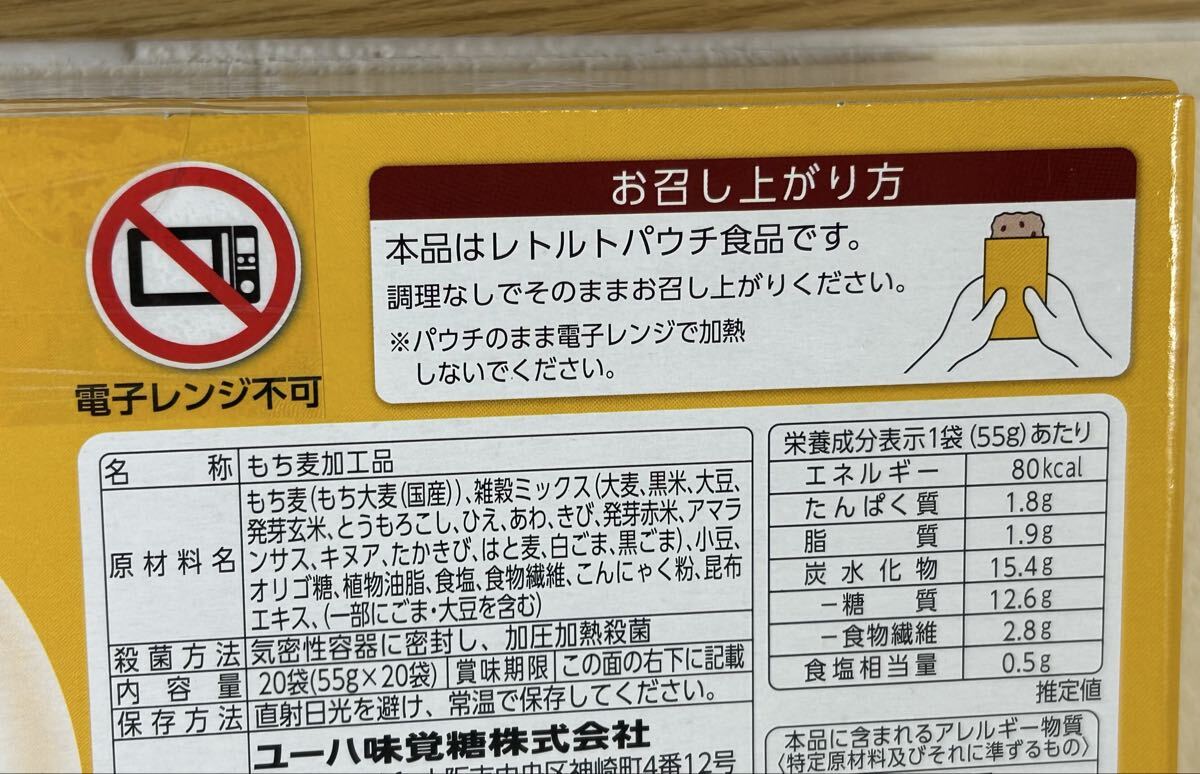 電子レンジ不可
お召し上がり方
本品はレトルトパウチ食品です。
調理なしでそのままお召し上がりください。
※パウチのまま電子レンジで加熱
しないでください。
名称 もち麦加工品
原材料名 もち麦(もち大麦(国産))、雑穀ミックス(大麦、黒米、大豆、
発芽玄米、とうもろこし、ひえ、あわ、きび、発芽赤米、アマラ
ンサス、キヌア、たかきび、はと麦、白ごま、黒ごま)、小豆、
オリゴ糖、植物油脂、食塩、食物繊維、こんにゃく粉、昆布
エキス、(一部にごま・大豆を含む)
殺菌方法 気密性容器に密封し、加圧加熱殺菌
内容量 20袋(55g×20袋) 賞味期限 この面の右下に記載
保存方法 直射日光を避け、常温で保存してください。
ユーハ味覚糖株式会社
大阪市中央区神崎町4番12号
栄養成分表示1袋(55g)あたり
エネルギー 80kcal
たんぱく質 1.8g
脂質 1.9g
炭水化物 15.4g
−糖質 12.6g
−食物繊維 2.8g
食塩相当量 0.5g
推定値
本品に含まれるアレルギー物質
〈特定原材料及びそれに準ずるもの〉